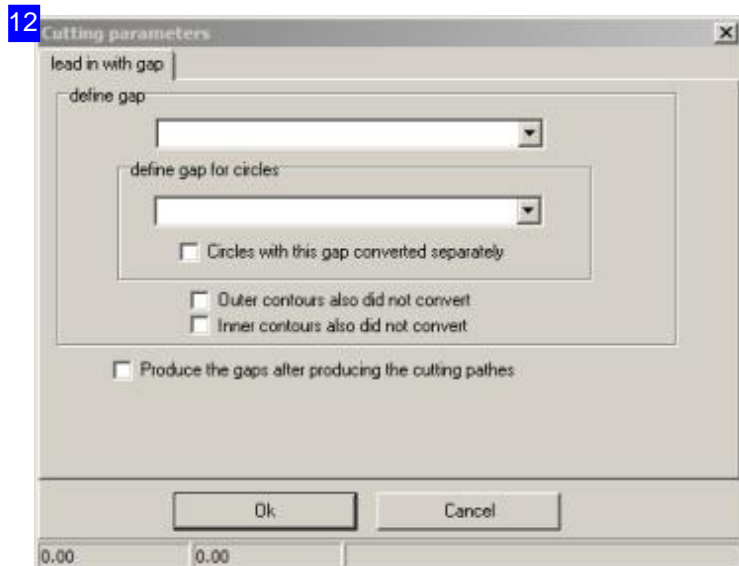 12
Cutting parameters
lead in with gap
define gap
define gap for circles
Circles with this gap converted separately
Outer contours also did not convert
Inner contours also did not convert
Produce the gaps after producing the cutting pathes
Ok Cancel
0.00 0.00